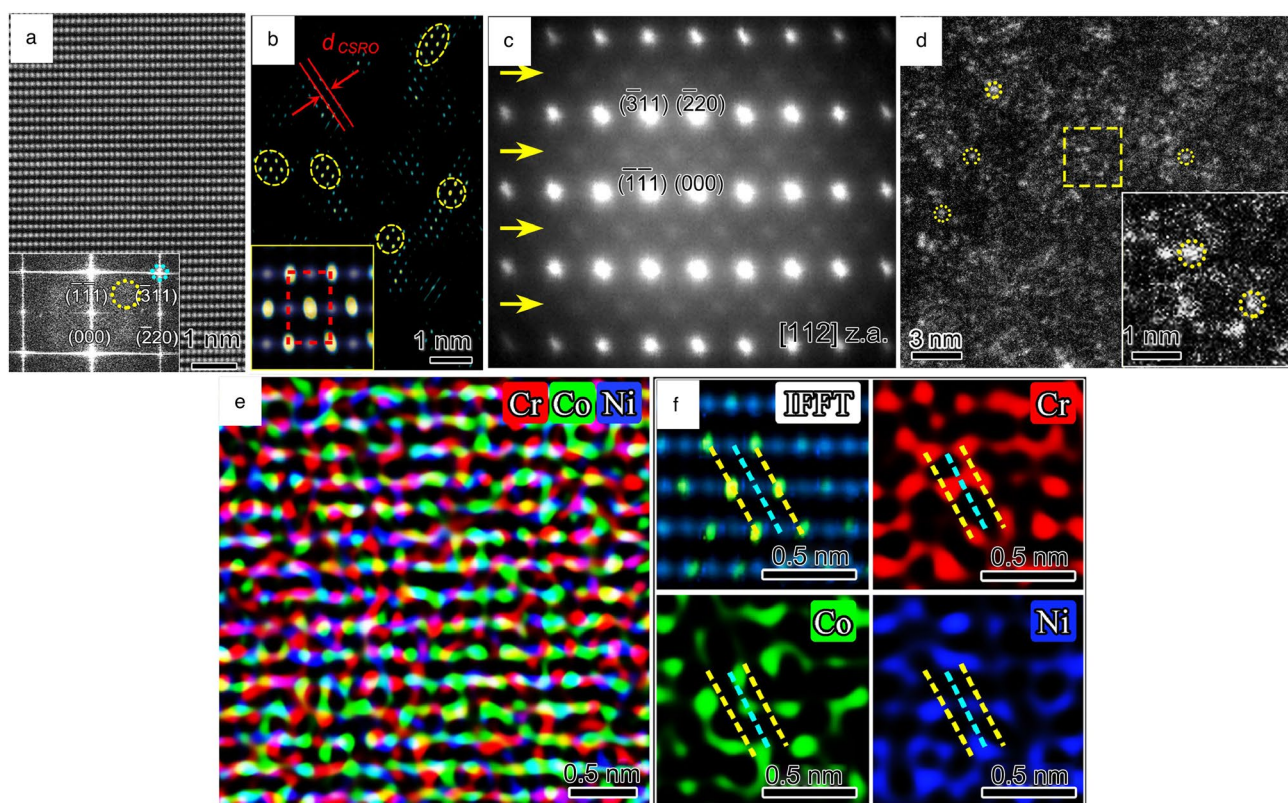 a
(1̅1̅1) (3̅11)
(000) (2̅20)
1 nm
b
d CSRO
1 nm
c
(3̅11) (2̅20)
(1̅1̅1) (000)
[112] z.a.
d
3 nm
1 nm
e
Cr Co Ni
0.5 nm
f
IFFT
0.5 nm
Cr
0.5 nm
Co
0.5 nm
Ni
0.5 nm